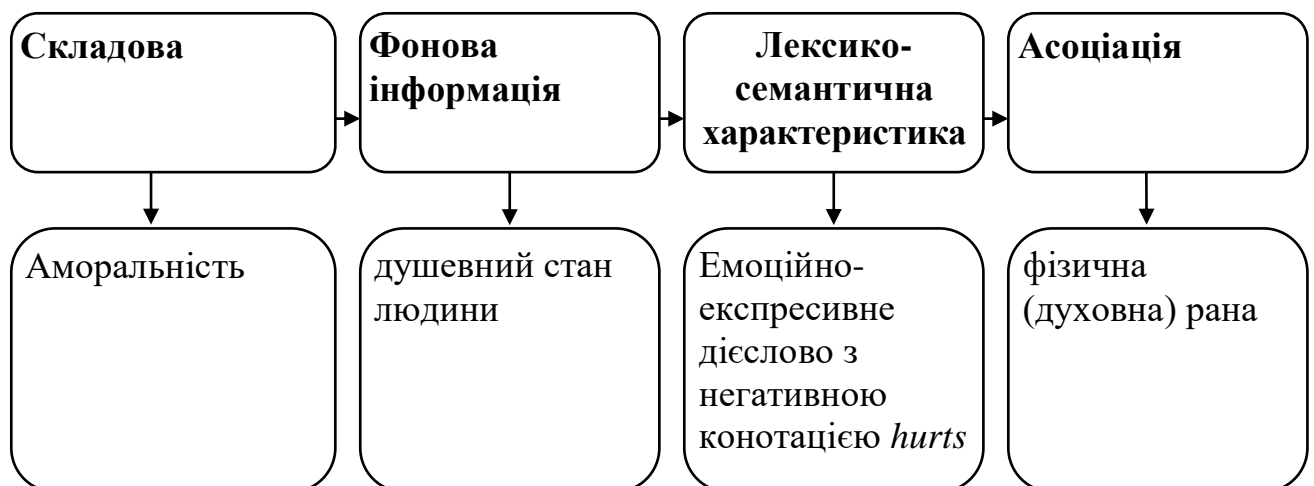 Складова
Фонова
інформація
Лексико-
семантична
характеристика
Асоціація
Аморальність
душевний стан
людини
Емоційно-
експресивне
дієслово з
негативною
конотацією hurts
фізична
(духовна) рана